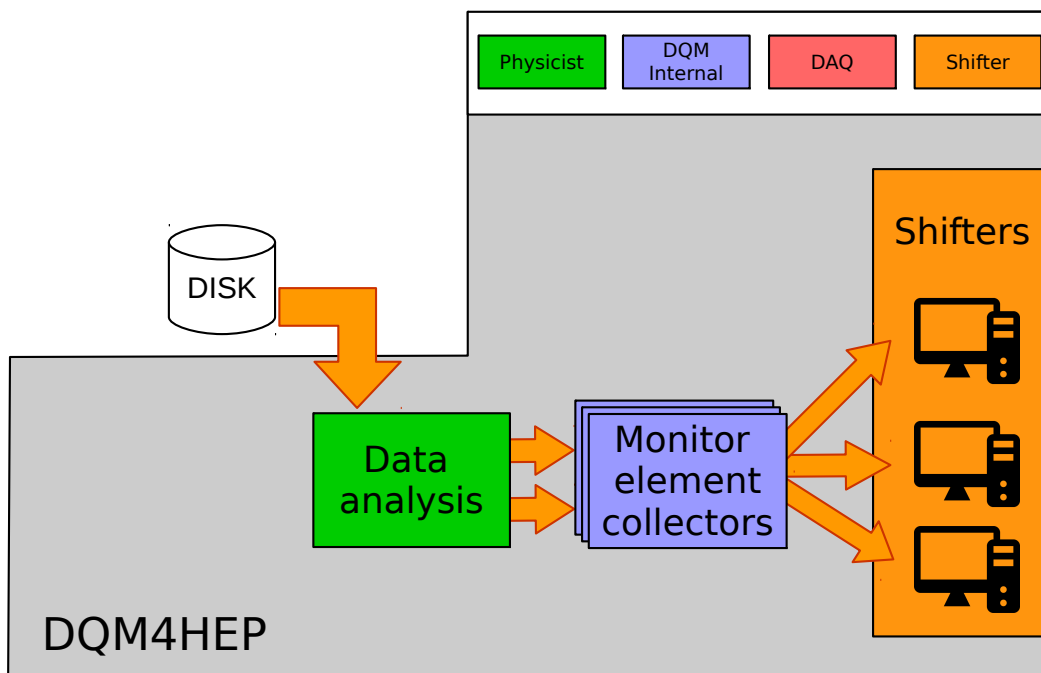 Physicist
DQM
Internal
DAQ
Shifter
Shifters
DISK
Data
analysis
Monitor
element
collectors
DQM4HEP